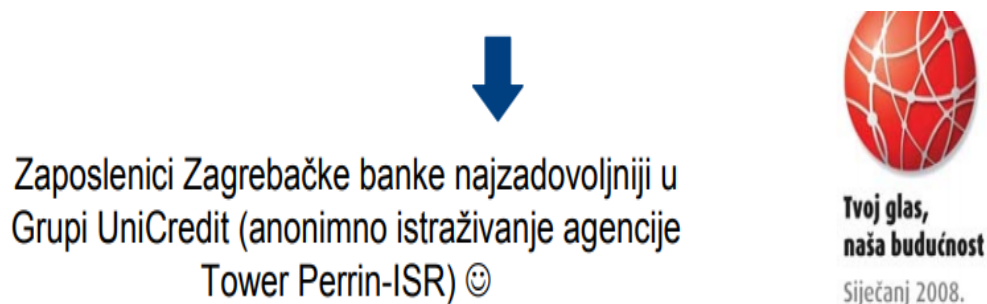 Zaposlenici Zagrebačke banke najzadovoljniji u
Grupi UniCredit (anonimno istraživanje agencije
Tower Perrin-ISR) ☺
Tvoj glas,
naša budućnost
Siječanj 2008.